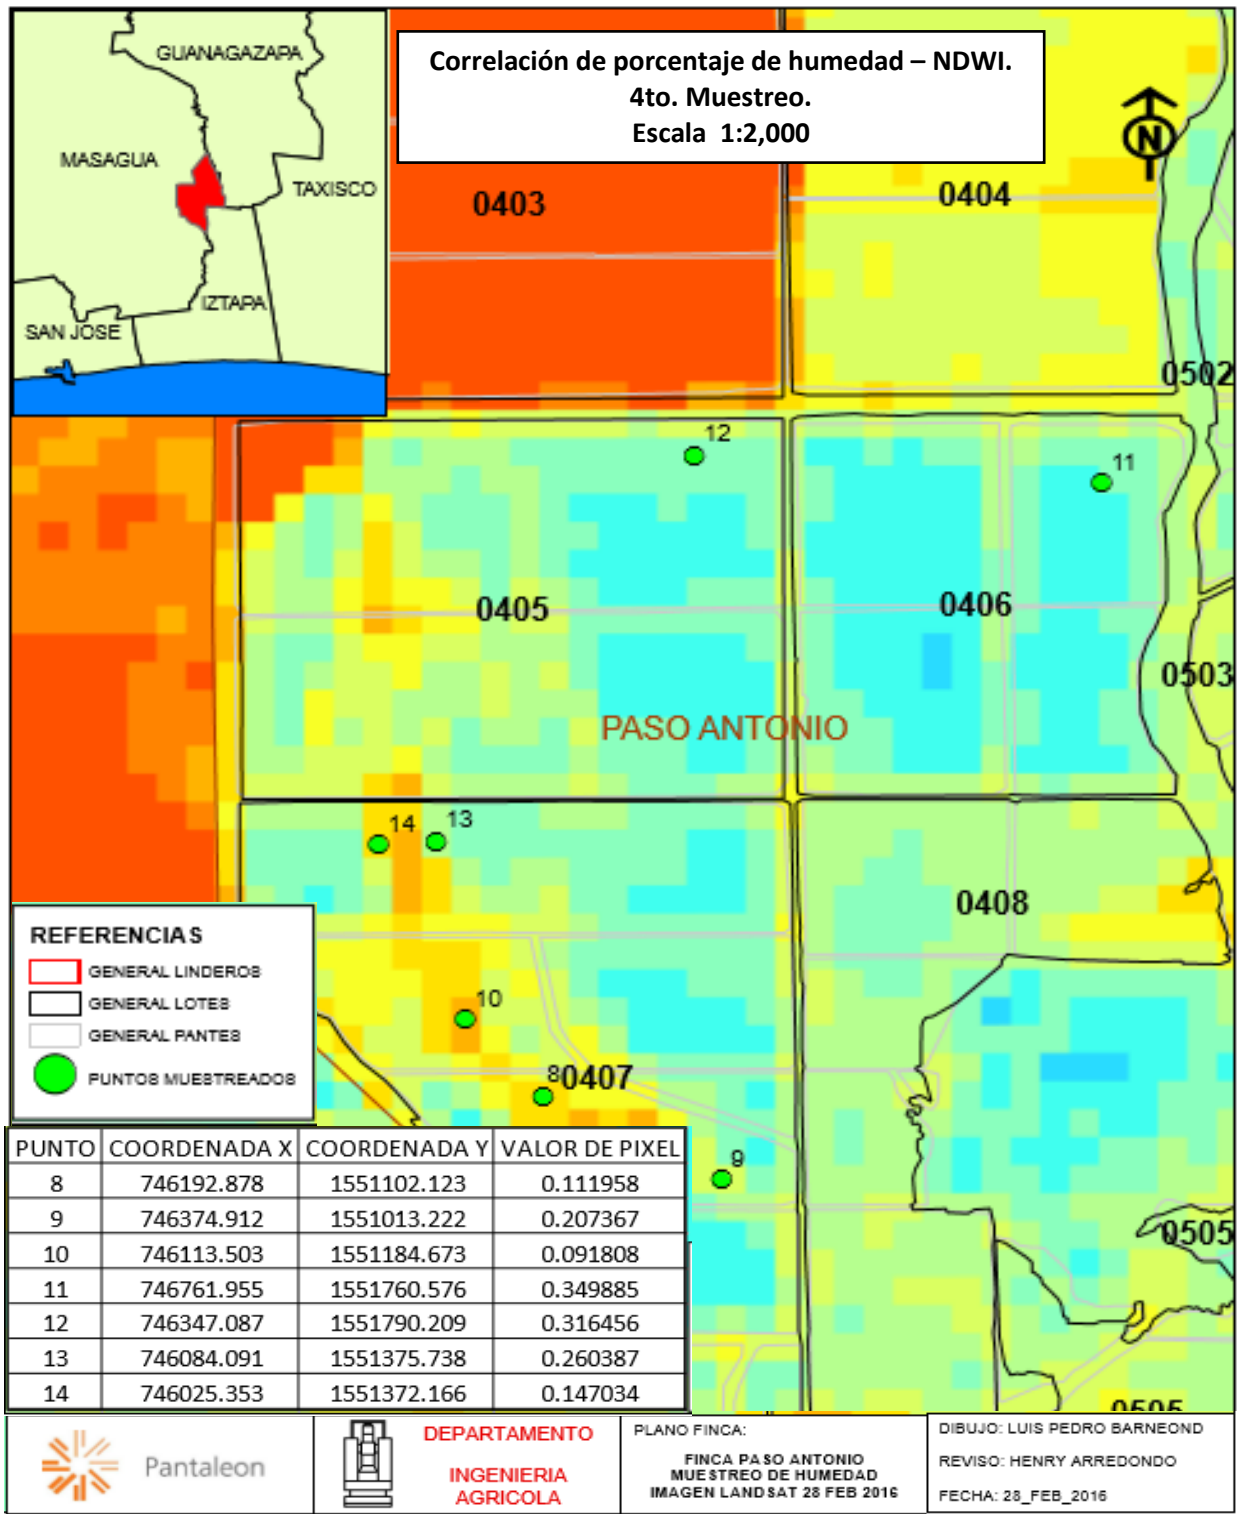 Correlación de porcentaje de humedad – NDWI.
4to. Muestreo.
Escala 1:2,000
N
GUANAGAZAPA
MASAGUA
TAXISCO
IZTAPA
SAN JOSE
0403
0404
0502
12
11
0405
0406
0503
PASO ANTONIO
14
13
0408
10
8
0407
9
0505
0505
REFERENCIAS
GENERAL LINDEROS
GENERAL LOTES
GENERAL PANTES
PUNTOS MUESTREADOS
PUNTO COORDENADA X COORDENADA Y VALOR DE PIXEL
8 746192.878 1551102.123 0.111958
9 746374.912 1551013.222 0.207367
10 746113.503 1551184.673 0.091808
11 746761.955 1551760.576 0.349885
12 746347.087 1551790.209 0.316456
13 746084.091 1551375.738 0.260387
14 746025.353 1551372.166 0.147034
Pantaleon
DEPARTAMENTO
INGENIERIA
AGRICOLA
PLANO FINCA:
FINCA PASO ANTONIO
MUESTREO DE HUMEDAD
IMAGEN LANDSAT 28 FEB 2016
DIBUJO: LUIS PEDRO BARNEOND
REVISO: HENRY ARREDONDO
FECHA: 28_FEB_2016